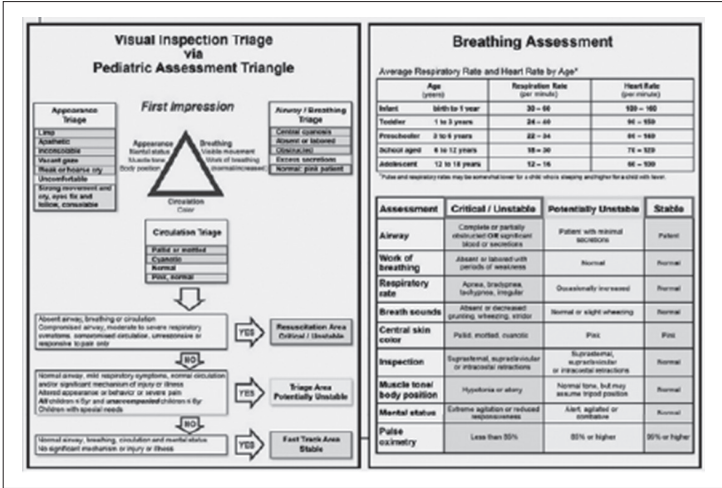 Visual Inspection Triage
via
Pediatric Assessment Triangle
First Impression
Appearance
Triage
Limp
Apathetic
Inconsolable
Vacant gaze
Weak or hoarse cry
Uncomfortable
Strong movement and
cry, eyes fix and
follow, consolable
Appearance
Mental status
Muscle tone
Body position
Breathing
Visible movement
Work of breathing
(normal/increased)
Circulation
Color
Airway / Breathing
Triage
Central cyanosis
Absent or labored
Obstructed
Excess secretions
Normal pink patient
Circulation Triage
Pallid or mottled
Cyanotic
Normal
Pink, normal
Absent airway, breathing or circulation
Compromised airway, moderate to severe respiratory
symptoms, compromised circulation, unresponsive or
responsive to pain only
YES
Resuscitation Area
Critical / Unstable
NO
Normal airway, mild respiratory symptoms, normal circulation
and/or significant mechanism of injury or illness
Altered appearance or behavior or severe pain
All children and unaccompanied children
Children with special needs
YES
Triage Area
Potentially Unstable
NO
Normal airway, breathing, circulation and mental status
No significant mechanism or injury or illness
YES
Fast Track Area
Stable
Breathing Assessment
Average Respiratory Rate and Heart Rate by Age*
Age (years) Respiration Rate (per minute) Heart Rate (per minute)
Infant birth to 1 year 30 – 60 100 – 160
Toddler 1 to 3 years 24 – 40 90 – 150
Preschooler 3 to 6 years 22 – 34 80 – 140
School aged 6 to 12 years 18 – 30 70 – 120
Adolescent 12 to 18 years 12 – 16 60 – 100
*Pulse and respiratory rates may be somewhat lower for a child who is sleeping and higher for a child with fever.
Assessment Critical / Unstable Potentially Unstable Stable
Airway Complete or partially obstructed OR significant blood or secretions Patient with minimal secretions Patent
Work of breathing Absent or labored with periods of weakness Normal Normal
Respiratory rate Apnea, bradypnea, tachypnea, irregular Occasionally increased Normal
Breath sounds Absent or decreased grunting, wheezing, stridor Normal or slight wheezing Normal
Central skin color Pallid, mottled, cyanotic Pink Pink
Inspection Suprasternal, supraclavicular or intracostal retractions Suprasternal, supraclavicular or intracostal retractions Normal
Muscle tone/ body position Hypotonia or atony Normal tone, but may assume tripod position Normal
Mental status Extreme agitation or reduced responsiveness Alert, agitated or combative Normal
Pulse oximetry Less than or higher or higher